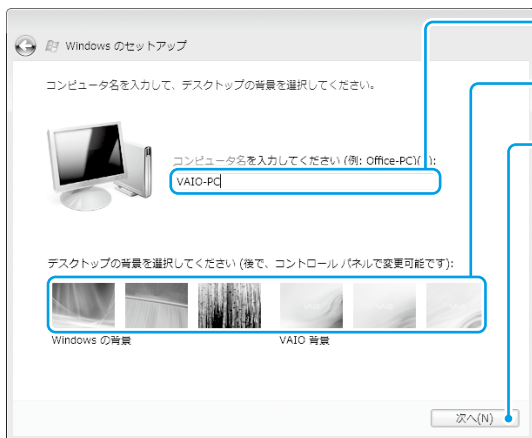 Windows のセットアップ
コンピュータ名を入力して、デスクトップの背景を選択してください。
コンピュータ名を入力してください (例: Office-PC)( ):
VAIO-PC
デスクトップの背景を選択してください (後で、コントロール パネルで変更可能です):
Windows の背景
VAIO 背景
次へ(N)